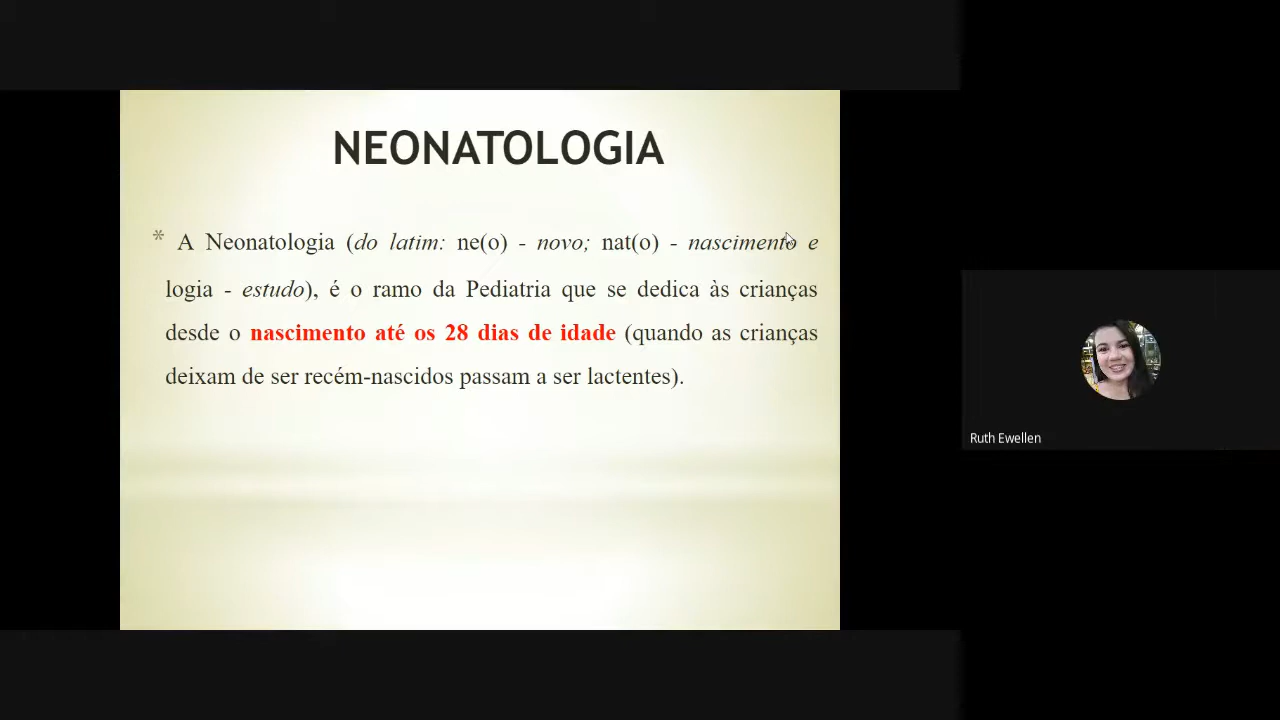 NEONATOLOGIA
* A Neonatologia (do latim: ne(o) - novo; nat(o) - nascimento e
logia - estudo), é o ramo da Pediatria que se dedica às crianças
desde o nascimento até os 28 dias de idade (quando as crianças
deixam de ser recém-nascidos passam a ser lactentes).
Ruth Ewellen